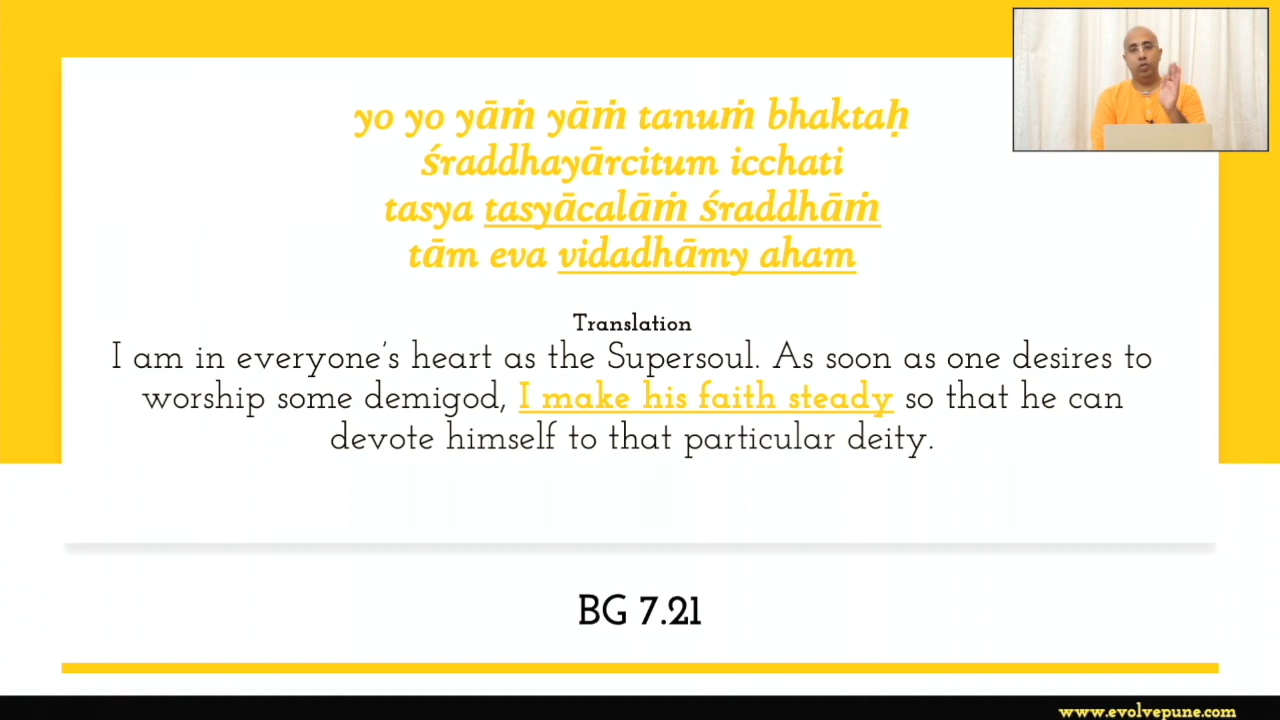 yo yo yāṁ yāṁ tanuṁ bhaktaḥ
śraddhayārcitum icchati
tasya tasyācalāṁ śraddhāṁ
tām eva vidadhāmy aham
Translation
I am in everyone's heart as the Supersoul. As soon as one desires to
worship some demigod, I make his faith steady so that he can
devote himself to that particular deity.
BG 7.21
www.evolvepune.com